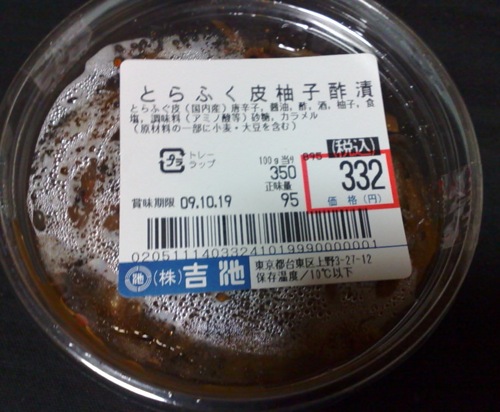 とらふぐ皮柚子酢漬
とらふぐ皮（国内産）唐辛子，醤油，酢，酒，柚子，食
塩，調味料（アミノ酸等）砂糖，カラメル
（原材料の一部に小麦・大豆を含む）
プラ トレー
ラップ
100g当り 895 (税込)
350 332
正味量 価格(円)
賞味期限 09.10.19 95
0205111403324101999000000001
(株)吉池
東京都台東区上野3-27-12
保存温度/10℃以下